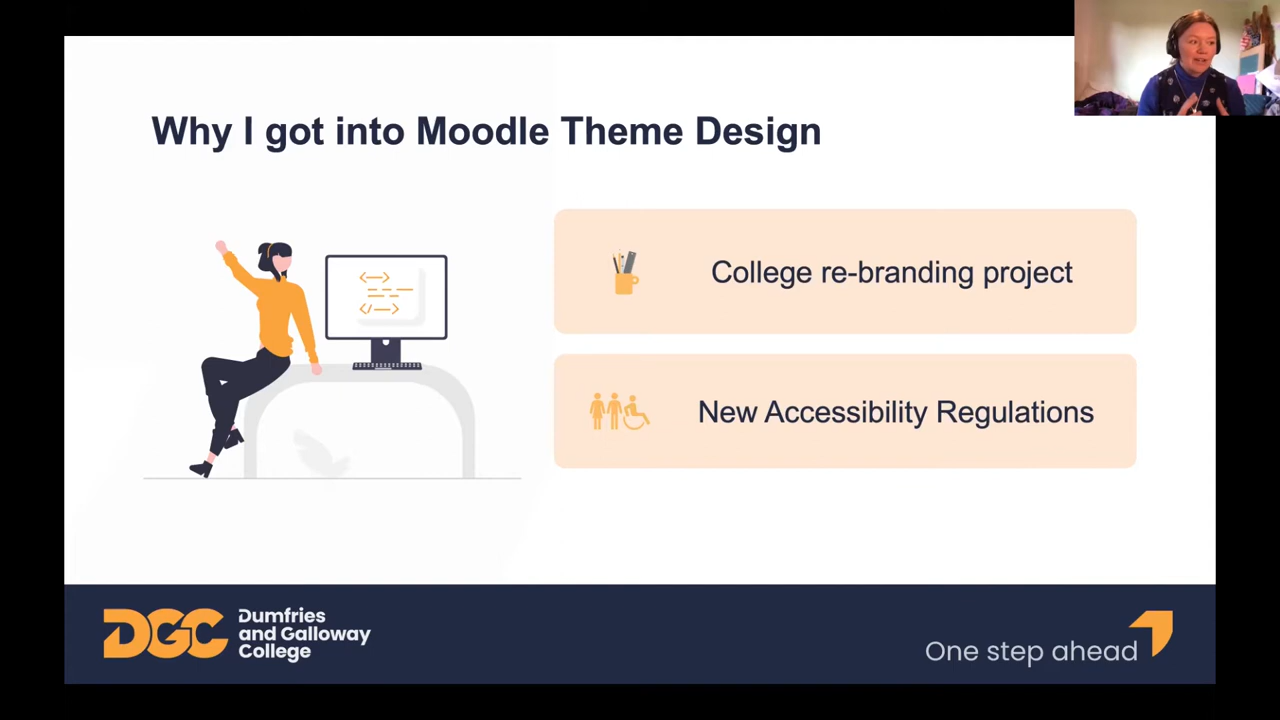 Why I got into Moodle Theme Design
College re-branding project
New Accessibility Regulations
DGC
Dumfries
and Galloway
College
One step ahead